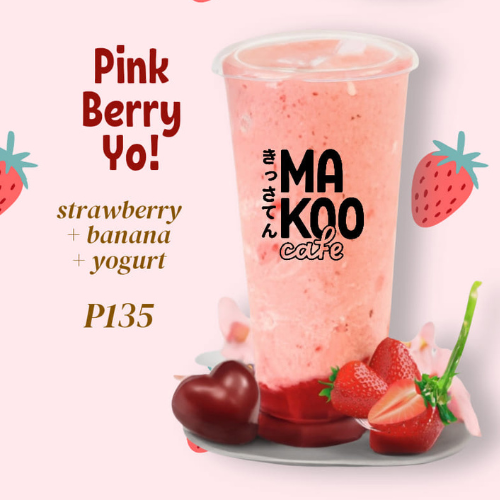 Pink
Berry
Yo!
strawberry
+ banana
+ yogurt
P135
きっさてん
MA
KOO
cafe